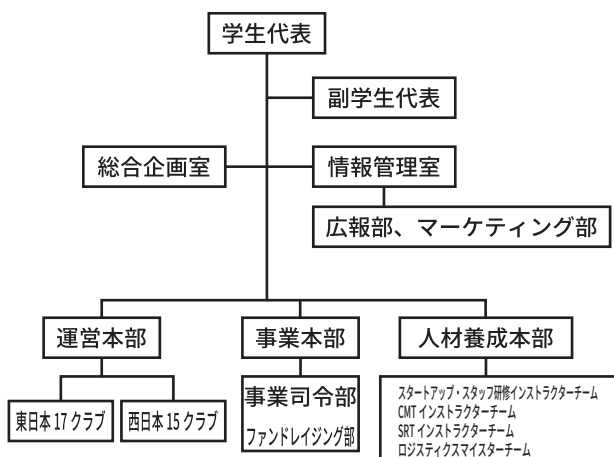 学生代表
副学生代表
総合企画室
情報管理室
広報部、マーケティング部
運営本部
事業本部
人材養成本部
東日本 17 クラブ
西日本 15 クラブ
事業司令部
ファンドレイジング部
スタートアップ・スタッフ研修インストラクターチーム
CMT インストラクターチーム
SRT インストラクターチーム
ロジスティクスマイスターチーム